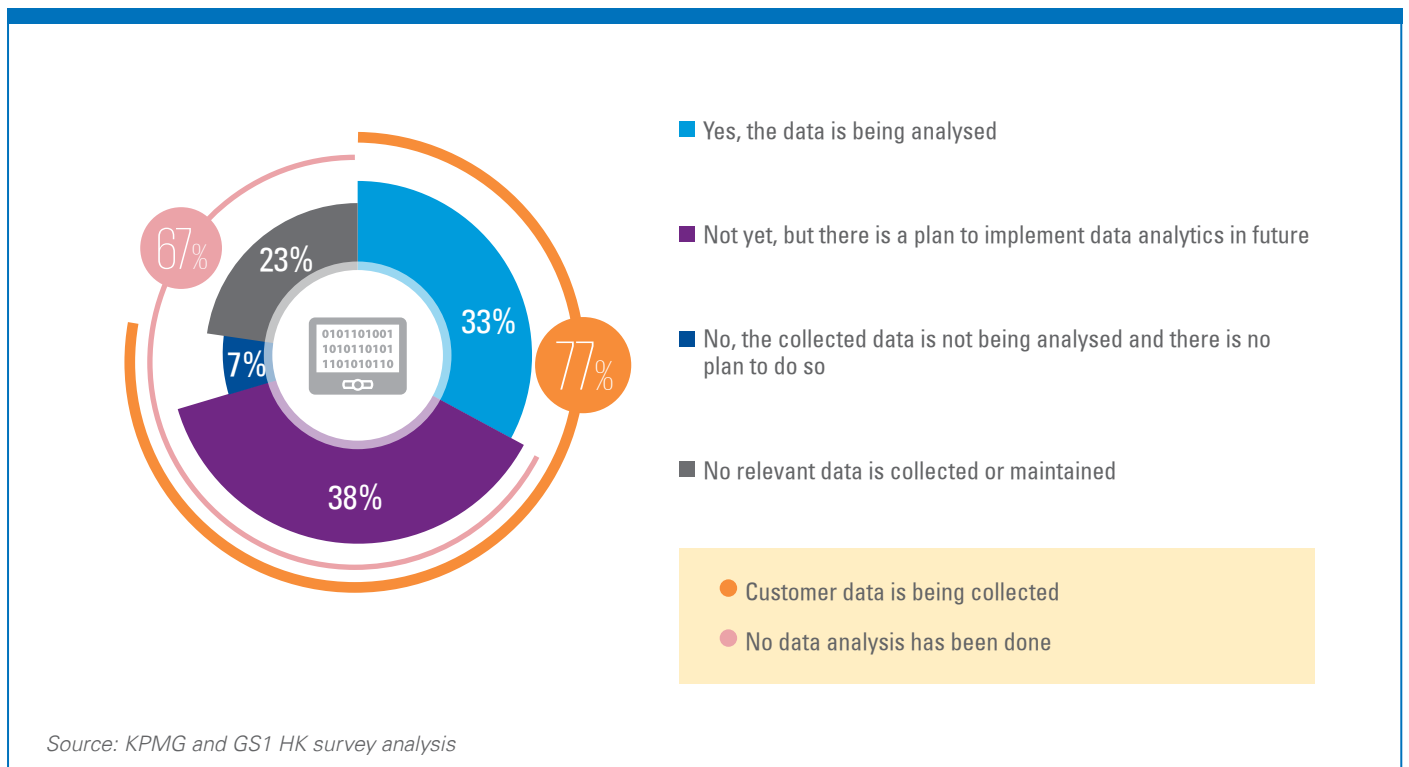 Yes, the data is being analysed
67%
23%
Not yet, but there is a plan to implement data analytics in future
33%
0101101001
1010110101
1101010110
7%
77%
No, the collected data is not being analysed and there is no
plan to do so
38%
No relevant data is collected or maintained
Customer data is being collected
No data analysis has been done
Source: KPMG and GS1 HK survey analysis